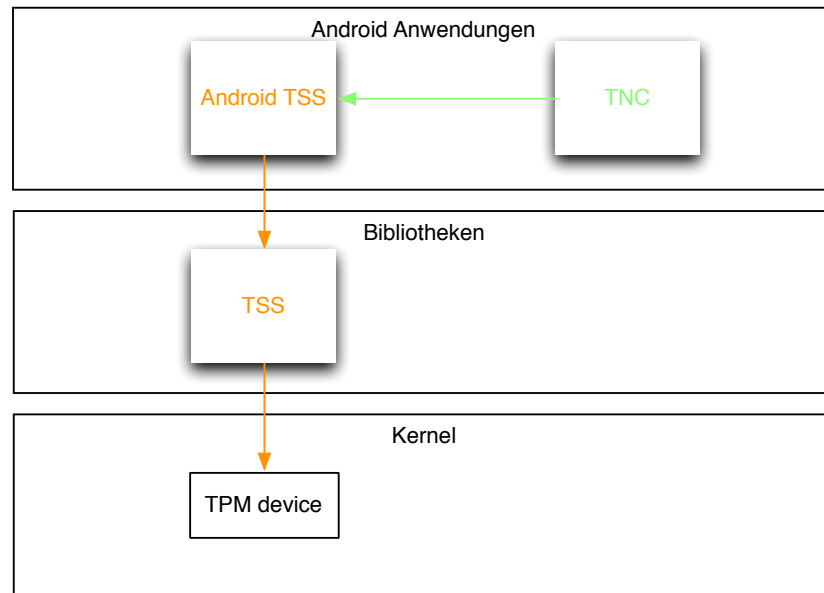 Android Anwendungen
Android TSS
TNC
Bibliotheken
TSS
Kernel
TPM device